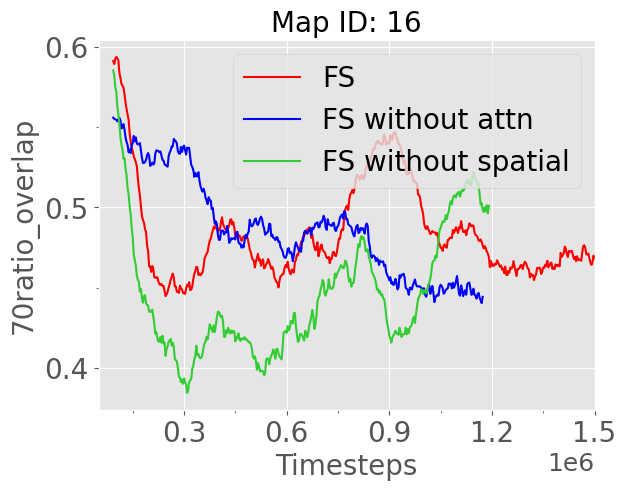 Map ID: 16
FS
FS without attn
FS without spatial
70ratio_overlap
0.6
0.5
0.4
0.3 0.6 0.9 1.2 1.5
Timesteps
1e6